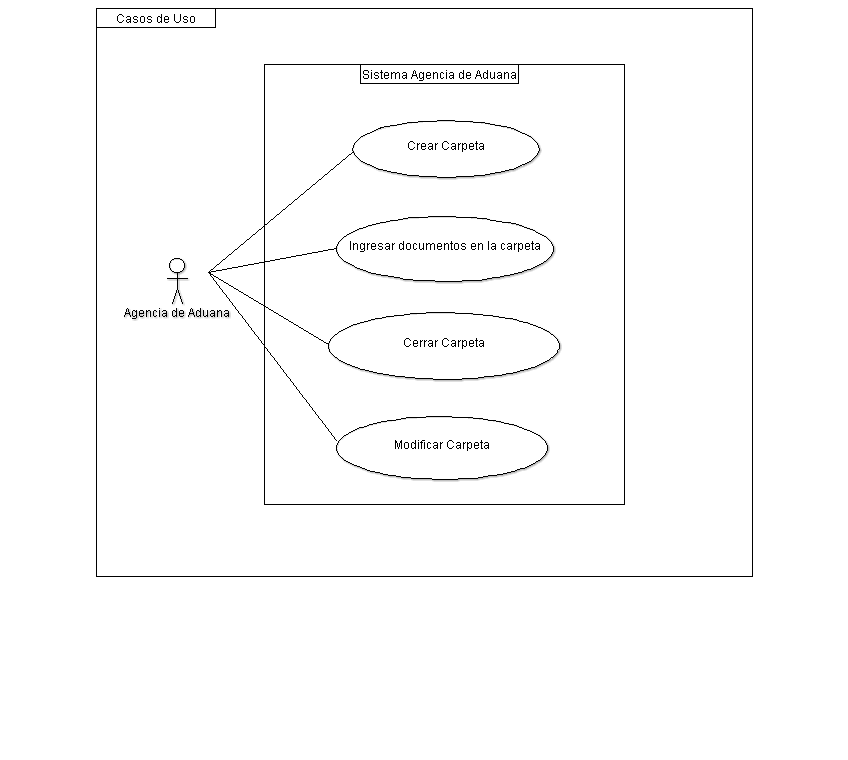 Casos de Uso
Sistema Agencia de Aduana
Crear Carpeta
Ingresar documentos en la carpeta
Agencia de Aduana
Cerrar Carpeta
Modificar Carpeta